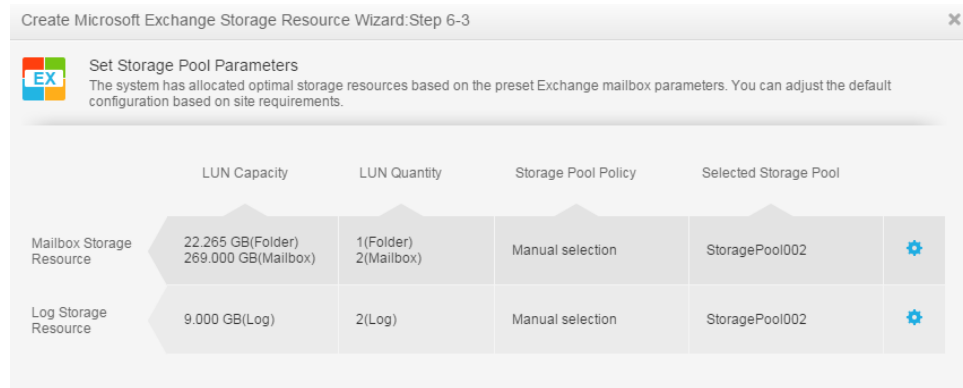 Create Microsoft Exchange Storage Resource Wizard:Step 6-3
EX
Set Storage Pool Parameters
The system has allocated optimal storage resources based on the preset Exchange mailbox parameters. You can adjust the default
configuration based on site requirements.
LUN Capacity LUN Quantity Storage Pool Policy Selected Storage Pool
Mailbox Storage
Resource
22.265 GB(Folder)
269.000 GB(Mailbox)
1(Folder)
2(Mailbox)
Manual selection
StoragePool002
Log Storage
Resource
9.000 GB(Log)
2(Log)
Manual selection
StoragePool002